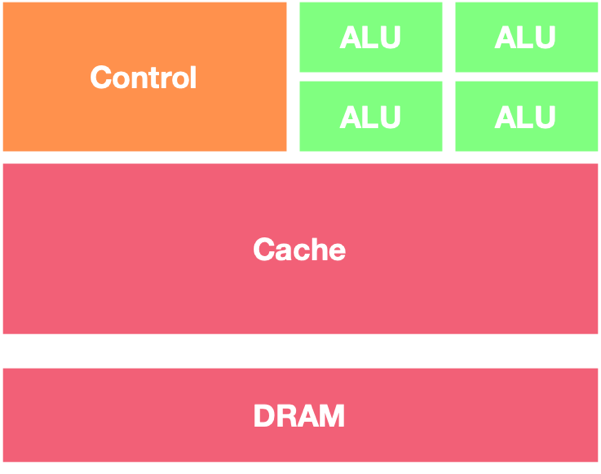 ALU ALU
Control
ALU ALU
Cache
DRAM